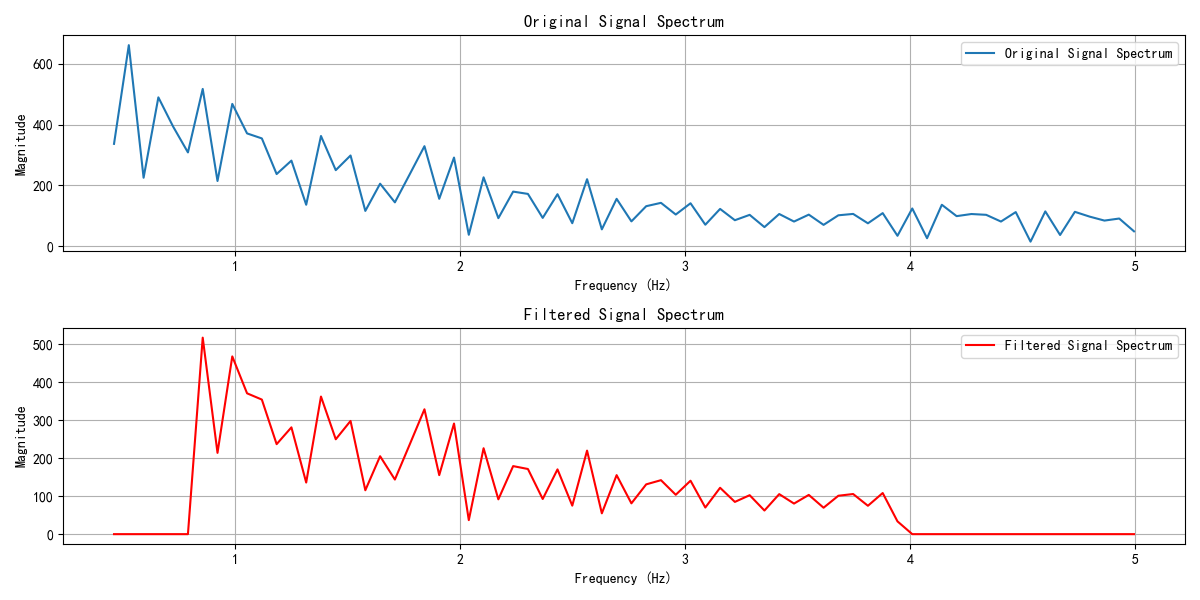 Original Signal Spectrum
Original Signal Spectrum
600
400
200
0
Magnitude
1 2 3 4 5
Frequency (Hz)
Filtered Signal Spectrum
Filtered Signal Spectrum
500
400
300
200
100
0
Magnitude
1 2 3 4 5
Frequency (Hz)